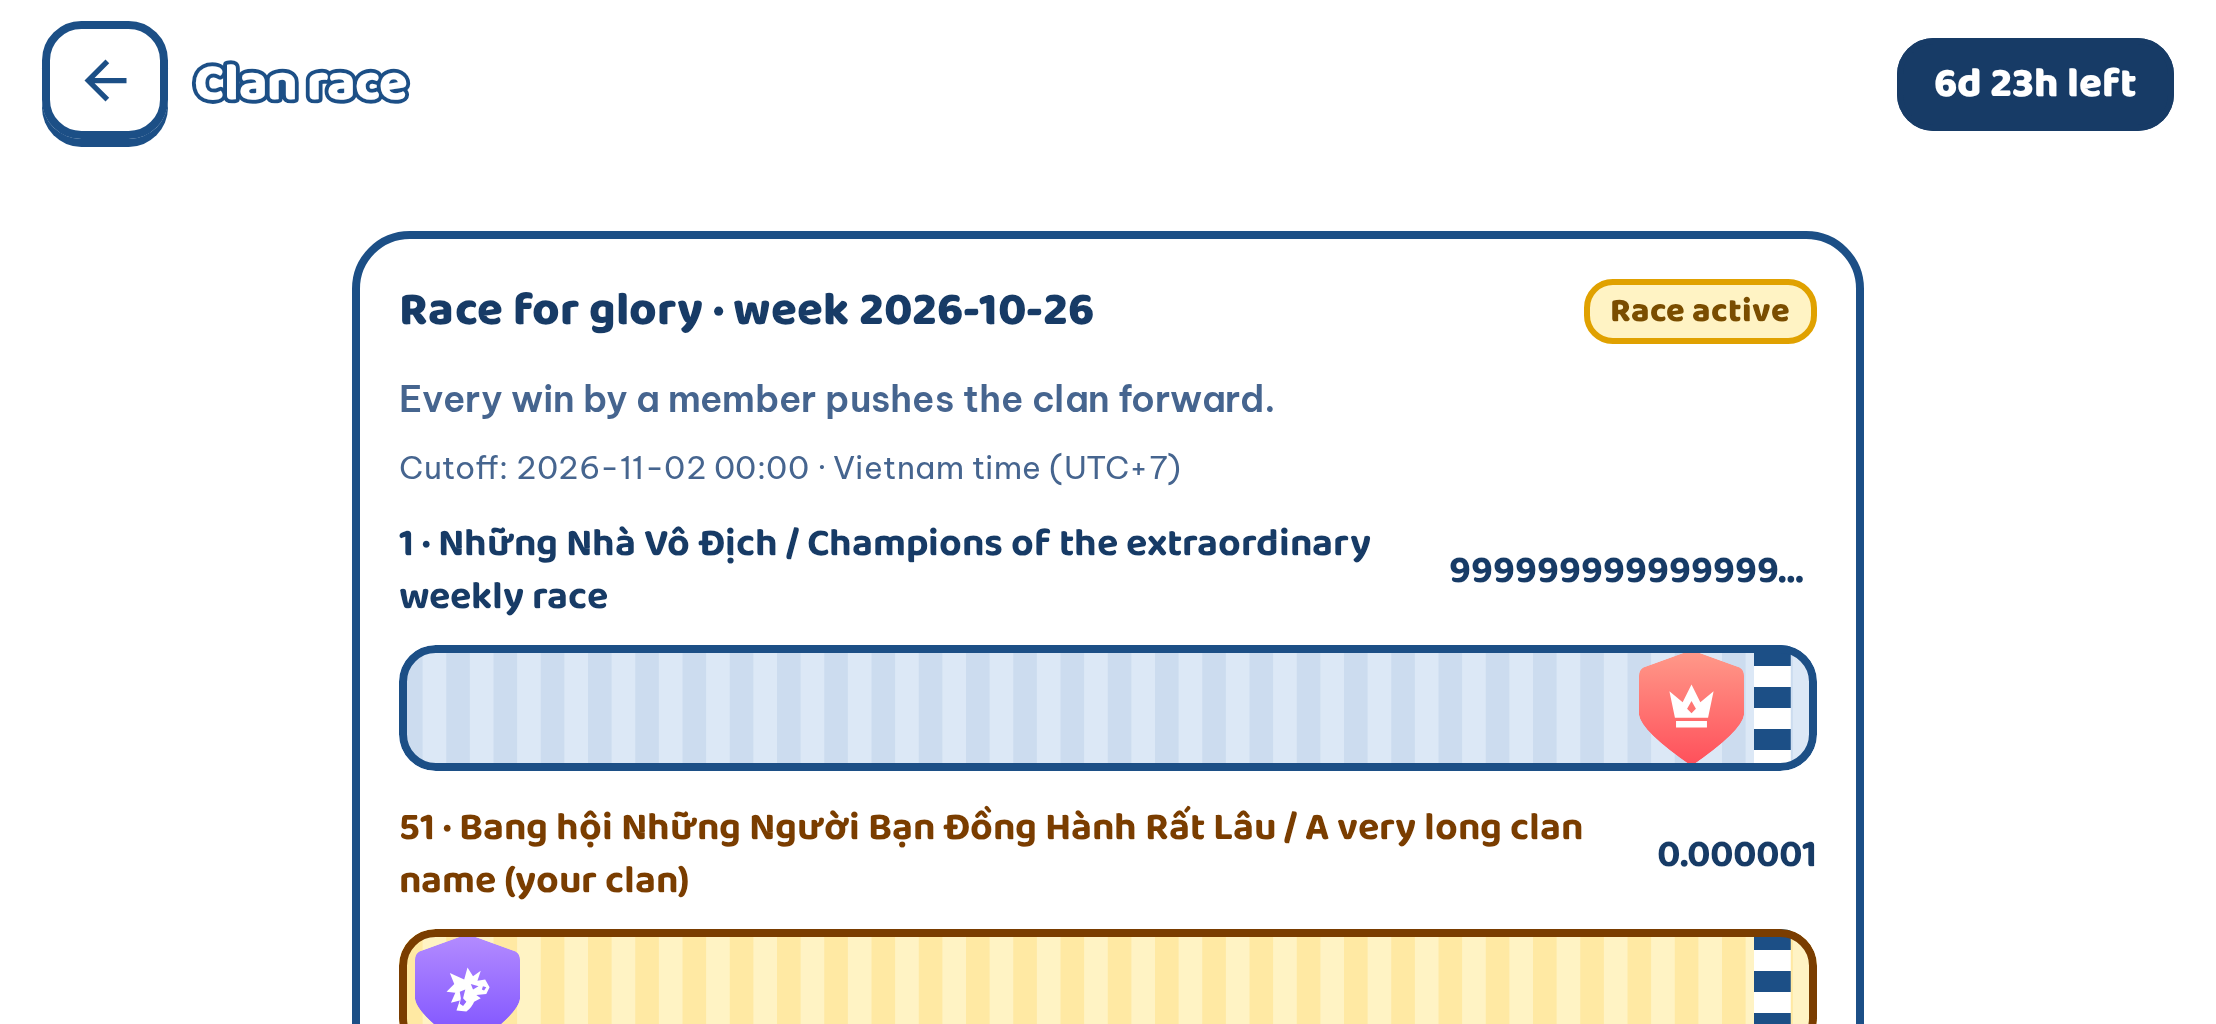 Clan race
6d 23h left
Race for glory · week 2026-10-26
Race active
Every win by a member pushes the clan forward.
Cutoff: 2026-11-02 00:00 · Vietnam time (UTC+7)
1 · Những Nhà Vô Địch / Champions of the extraordinary
weekly race
999999999999999...
51 · Bang hội Những Người Bạn Đồng Hành Rất Lâu / A very long clan
name (your clan)
0.000001